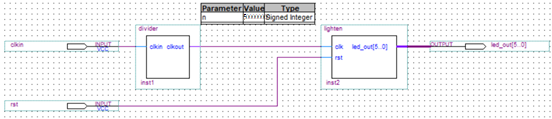 Parameter Value Type
n Signed Integer
divider
lighten
clkin INPUT VCC
clkin clkout
clk led_out[5..0]
rst
OUTPUT led_out[5..0]
inst1
inst2
rst INPUT VCC